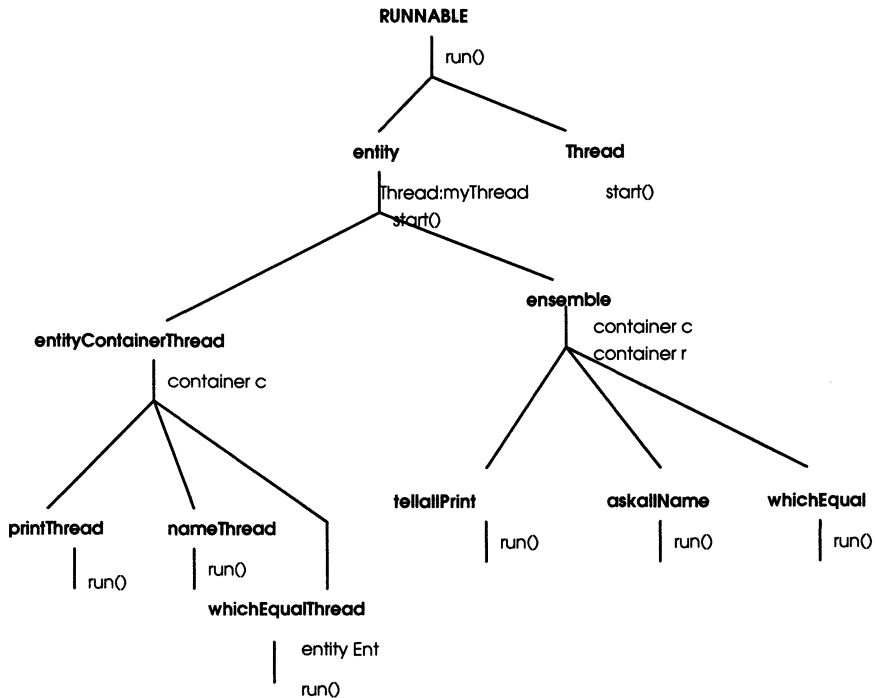 RUNNABLE
run()
entity
Thread
Thread:myThread
start()
start()
ensemble
container c
container r
entityContainerThread
container c
tellallPrint
askallName
whichEqual
run()
run()
run()
printThread
nameThread
run()
run()
whichEqualThread
entity Ent
run()